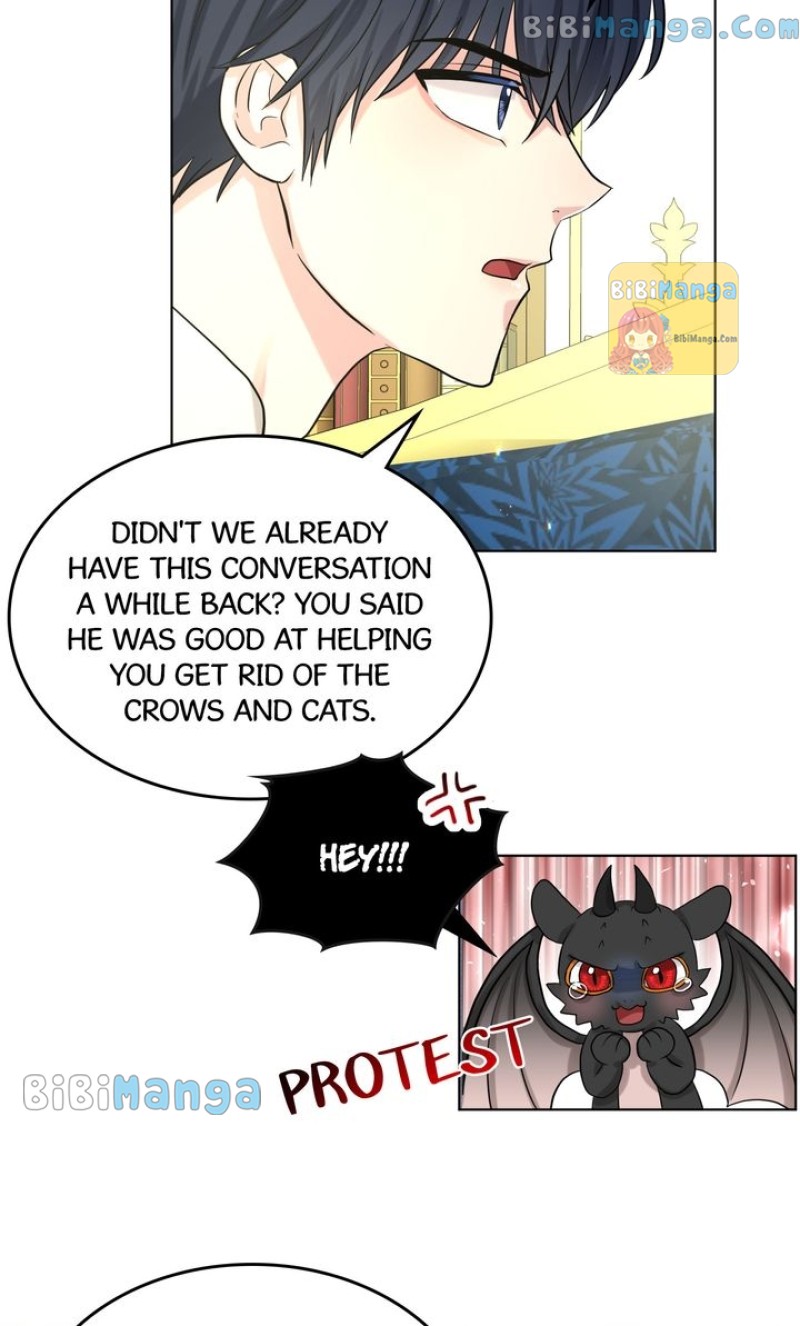 BiBiManga.Com
BiBiManga
BibiManga.Com
DIDN'T WE ALREADY
HAVE THIS CONVERSATION
A WHILE BACK? YOU SAID
HE WAS GOOD AT HELPING
YOU GET RID OF THE
CROWS AND CATS.
HEY!!!
PROTEST
BiBiManga